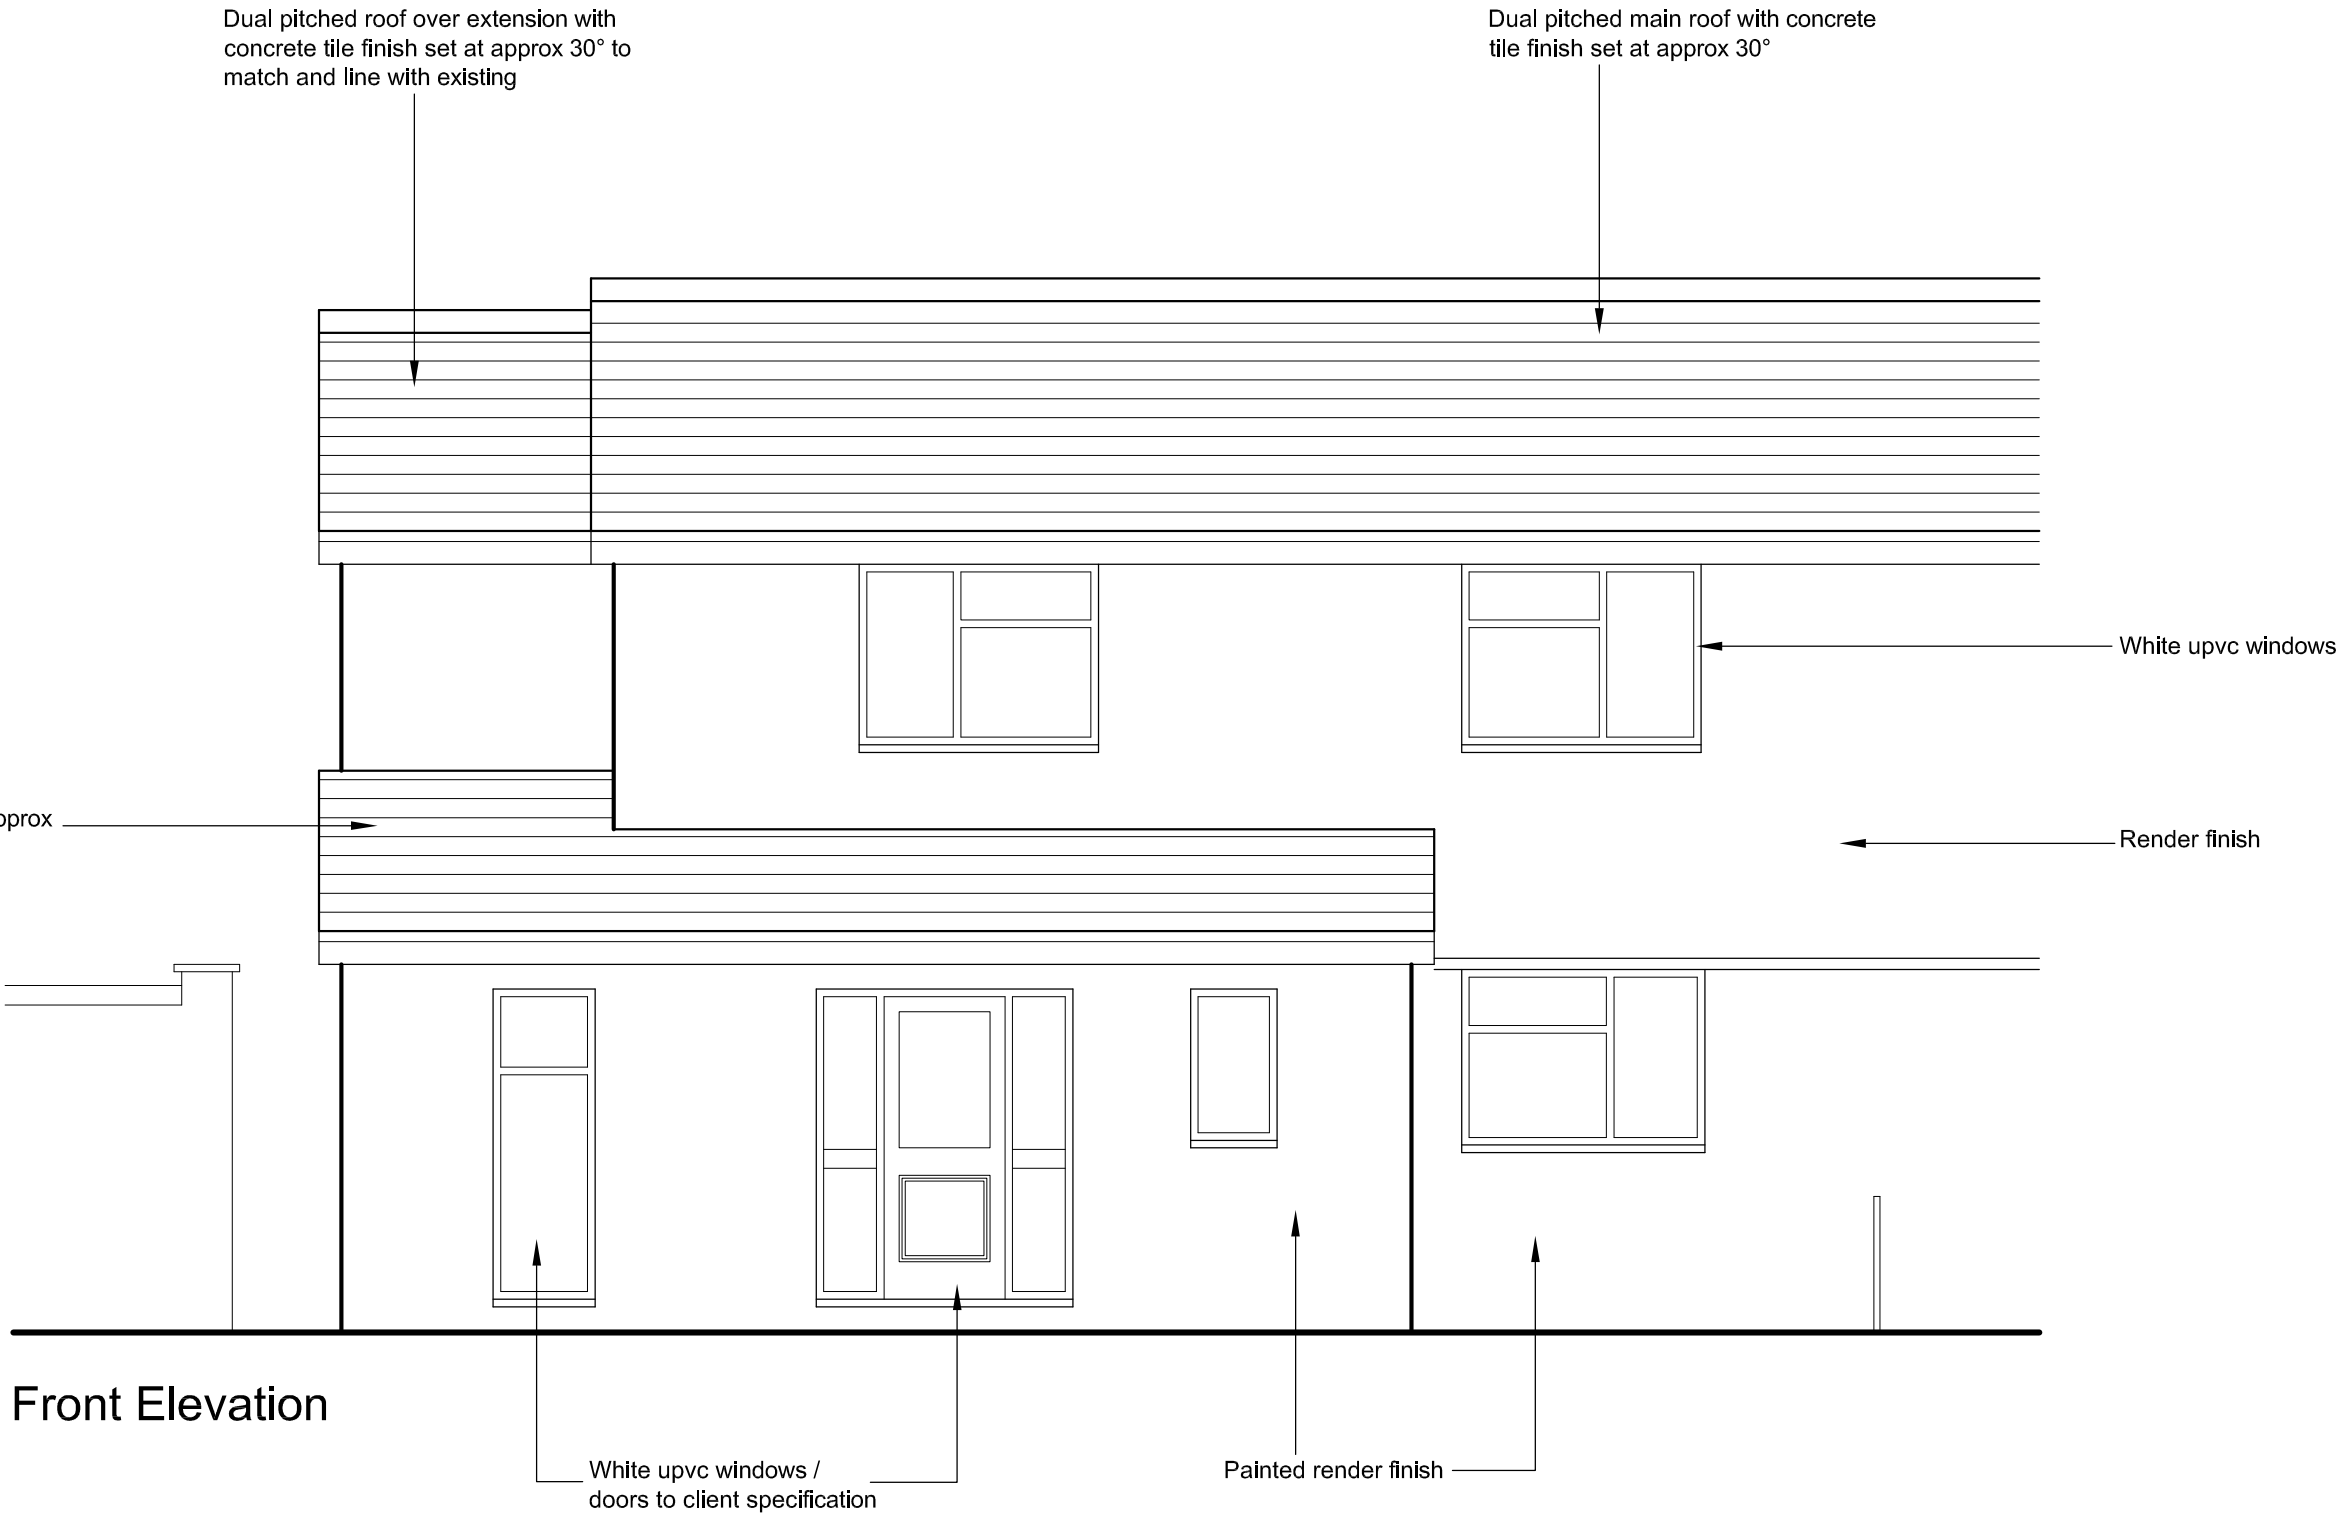 Dual pitched roof over extension with
concrete tile finish set at approx 30° to
match and line with existing
Dual pitched main roof with concrete
tile finish set at approx 30°
White upvc windows
Render finish
Front Elevation
White upvc windows /
doors to client specification
Painted render finish